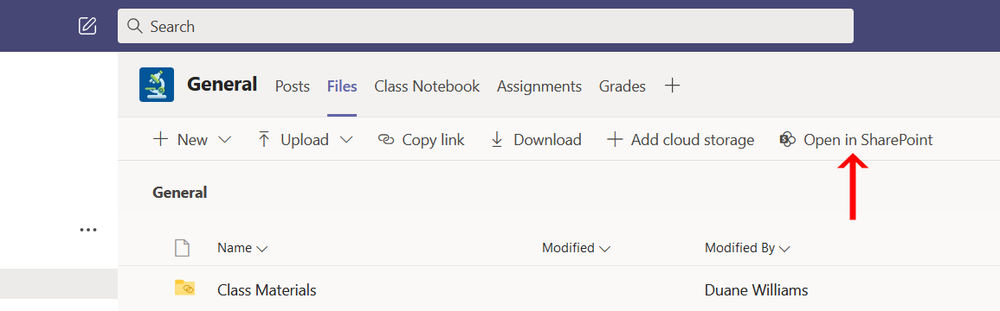 Search
General Posts Files Class Notebook Assignments Grades
New Upload Copy link Download Add cloud storage Open in SharePoint
General
Name Modified Modified By
Class Materials Duane Williams